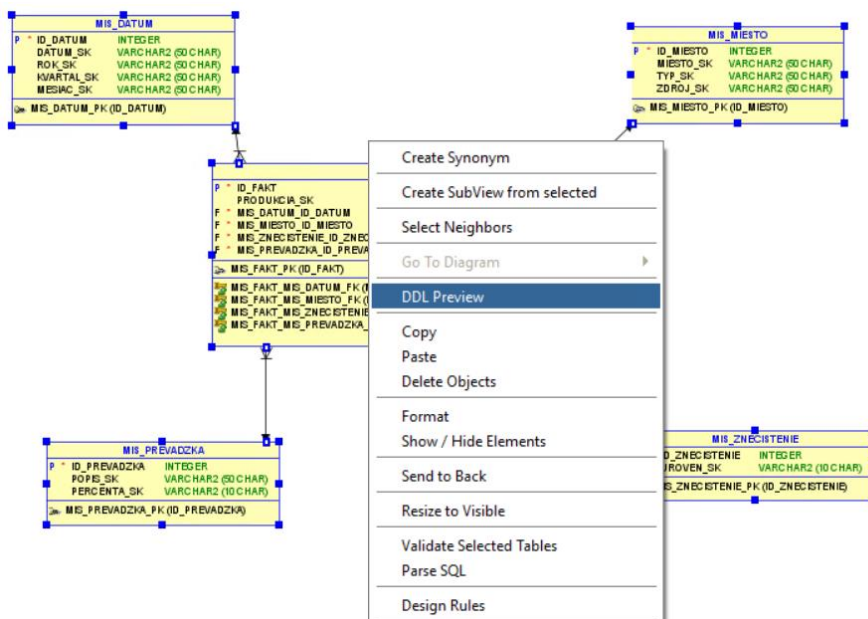 MIS_DATUM
P * ID_DATUM INTEGER
DATUM_SK VARCHAR2 (50 CHAR)
ROK_SK VARCHAR2 (50 CHAR)
KVARTAL_SK VARCHAR2 (50 CHAR)
MESIAC_SK VARCHAR2 (50 CHAR)
MIS_DATUM_PK (ID_DATUM)
MIS_MIESTO
P * ID_MIESTO INTEGER
MIESTO_SK VARCHAR2 (50 CHAR)
TYP_SK VARCHAR2 (50 CHAR)
ZDROJ_SK VARCHAR2 (50 CHAR)
MIS_MIESTO_PK (ID_MIESTO)
P * ID_FAKT
PRODUKCIA_SK
F * MIS_DATUM_ID_DATUM
F * MIS_MIESTO_ID_MIESTO
F * MIS_ZNECISTENIE_ID_ZNEC
F * MIS_PREVADZKA_ID_PREVA
MIS_FAKT_PK (ID_FAKT)
MIS_FAKT_MIS_DATUM_FK (
MIS_FAKT_MIS_MIESTO_FK (
MIS_FAKT_MIS_ZNECISTENIE
MIS_FAKT_MIS_PREVADZKA_
Create Synonym
Create SubView from selected
Select Neighbors
Go To Diagram
DDL Preview
Copy
Paste
Delete Objects
Format
Show / Hide Elements
Send to Back
Resize to Visible
Validate Selected Tables
Parse SQL
Design Rules
MIS_PREVADZKA
P * ID_PREVADZKA INTEGER
POPIS_SK VARCHAR2 (50 CHAR)
PERCENTA_SK VARCHAR2 (10 CHAR)
MIS_PREVADZKA_PK (ID_PREVADZKA)
MIS_ZNECISTENIE
D_ZNECISTENIE INTEGER
UROVEN_SK VARCHAR2 (10 CHAR)
IS_ZNECISTENIE_PK (ID_ZNECISTENIE)